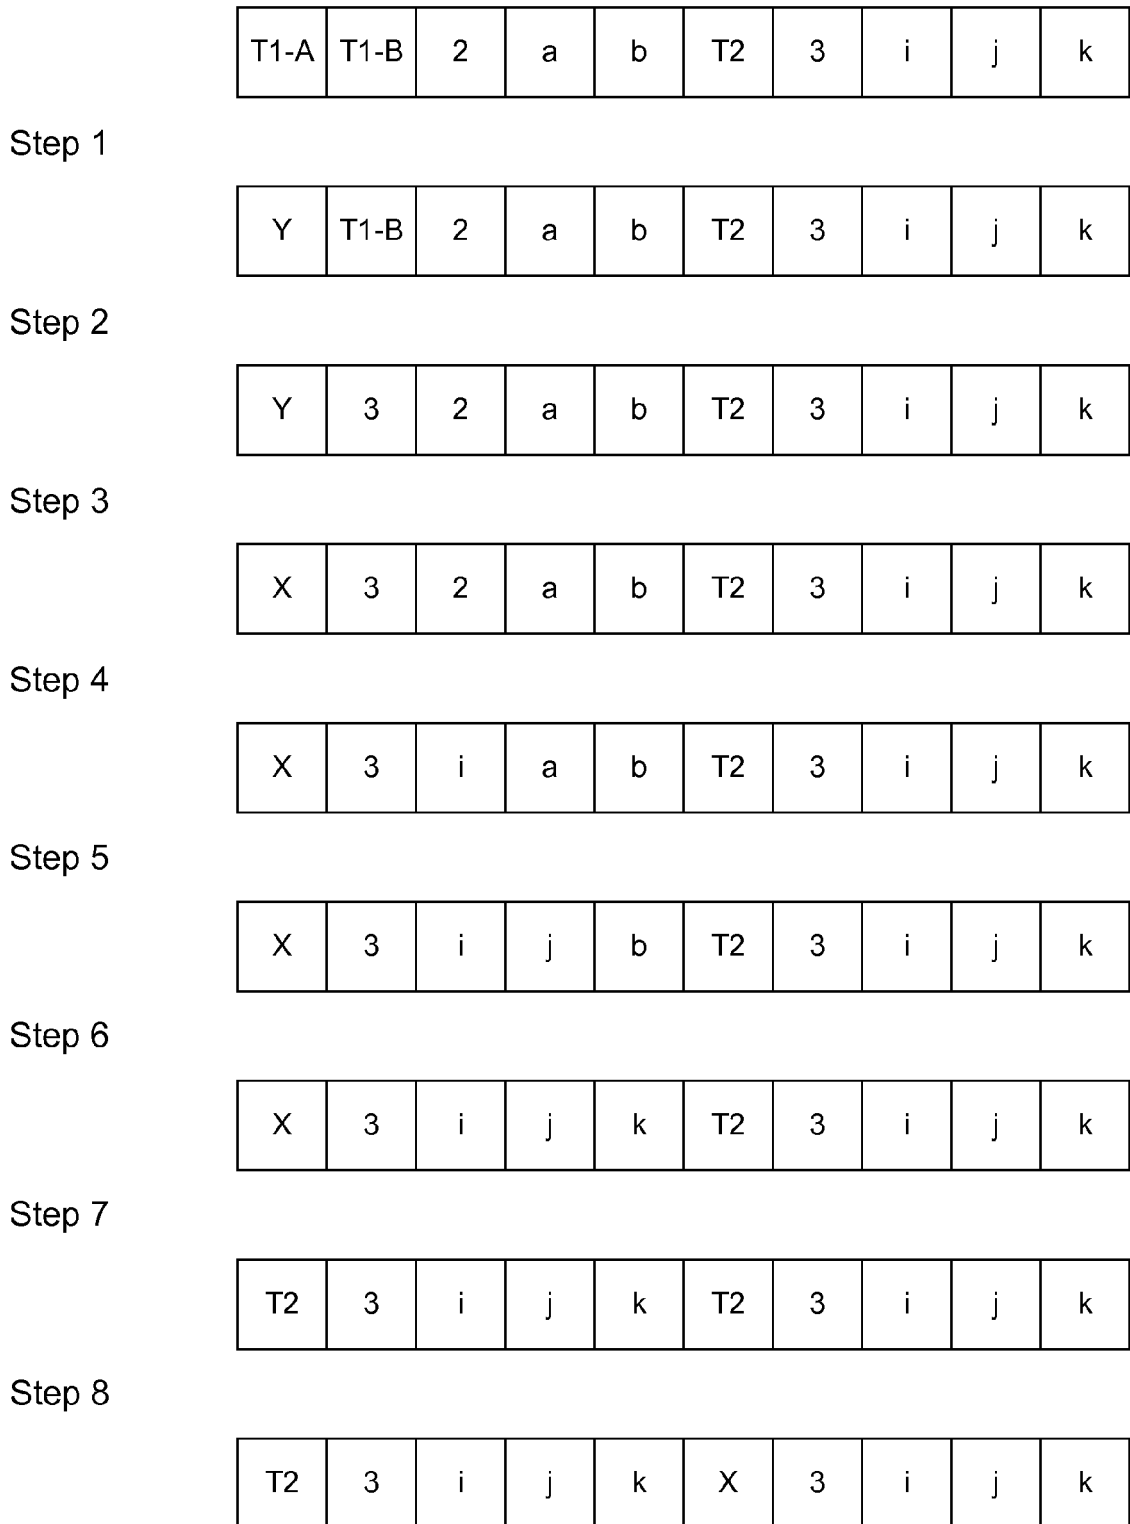 T1-A T1-B 2 a b T2 3 i j k
Step 1
Y T1-B 2 a b T2 3 i j k
Step 2
Y 3 2 a b T2 3 i j k
Step 3
X 3 2 a b T2 3 i j k
Step 4
X 3 i a b T2 3 i j k
Step 5
X 3 i j b T2 3 i j k
Step 6
X 3 i j k T2 3 i j k
Step 7
T2 3 i j k T2 3 i j k
Step 8
T2 3 i j k X 3 i j k